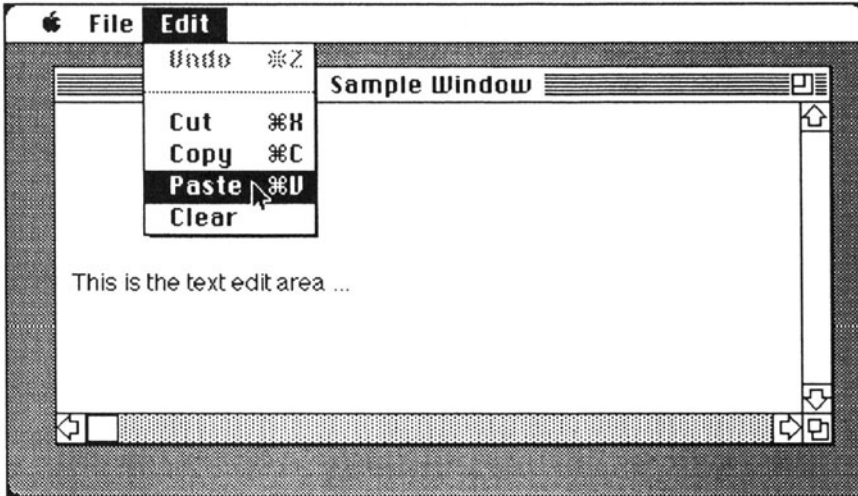 File Edit
Undo ⌘Z
Sample Window
Cut ⌘X
Copy ⌘C
Paste ⌘V
Clear
This is the text edit area ...